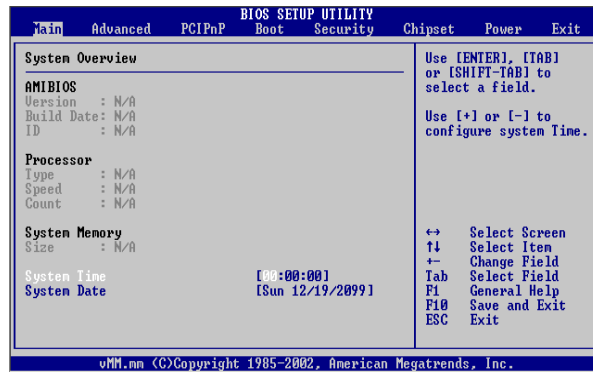 BIOS SETUP UTILITY
Main Advanced PCIPnP Boot Security Chipset Power Exit
System Overview
AMIBIOS
Version : N/A
Build Date: N/A
ID : N/A
Processor
Type : N/A
Speed : N/A
Count : N/A
System Memory
Size : N/A
System Time [00:00:00]
System Date [Sun 12/19/2099]
Use [ENTER], [TAB]
or [SHIFT-TAB] to
select a field.
Use [+] or [-] to
configure system Time.
↔ Select Screen
↑↓ Select Item
+- Change Field
Tab Select Field
F1 General Help
F10 Save and Exit
ESC Exit
vMM.mm (C)Copyright 1985-2002, American Megatrends, Inc.